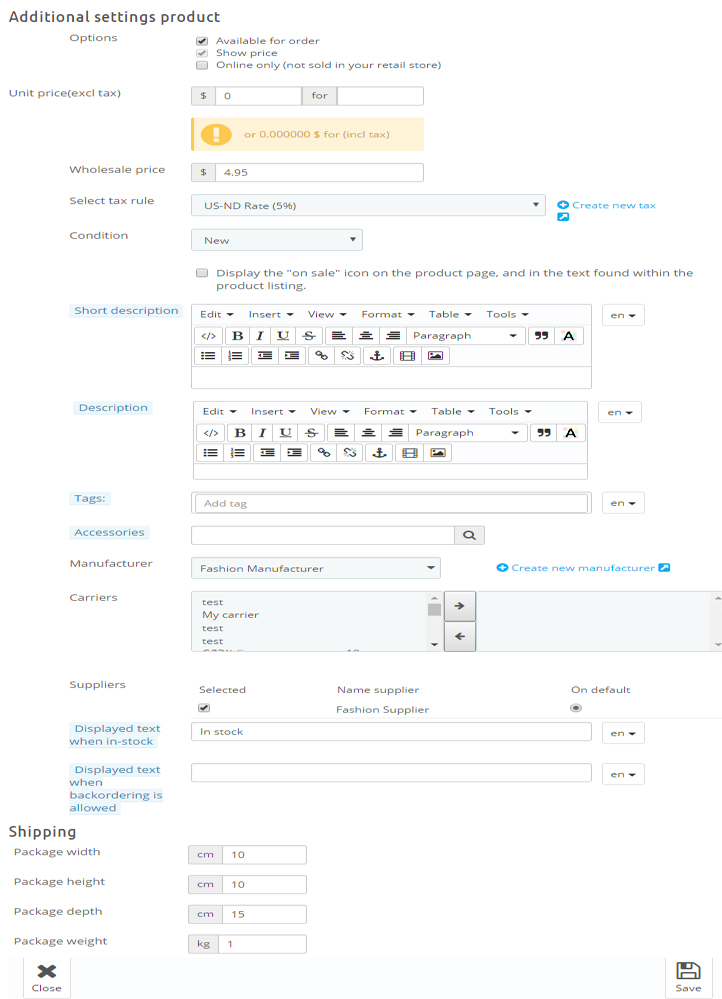 Additional settings product
Options
Available for order
Show price
Online only (not sold in your retail store)
Unit price(excl tax) $ 0 for
or 0.000000 $ for (incl tax)
Wholesale price $ 4.95
Select tax rule US-ND Rate (5%) Create new tax
Condition New
Display the "on sale" icon on the product page, and in the text found within the
product listing.
Short description Edit Insert View Format Table Tools en
</> B I U S Paragraph A
Description Edit Insert View Format Table Tools en
</> B I U S Paragraph A
Tags: Add tag en
Accessories
Manufacturer Fashion Manufacturer Create new manufacturer
Carriers
test
My carrier
test
test
Suppliers Selected Name supplier On default
Fashion Supplier
Displayed text
when in-stock
In stock en
Displayed text
when
backordering is
allowed
en
Shipping
Package width cm 10
Package height cm 10
Package depth cm 15
Package weight kg 1
Close Save